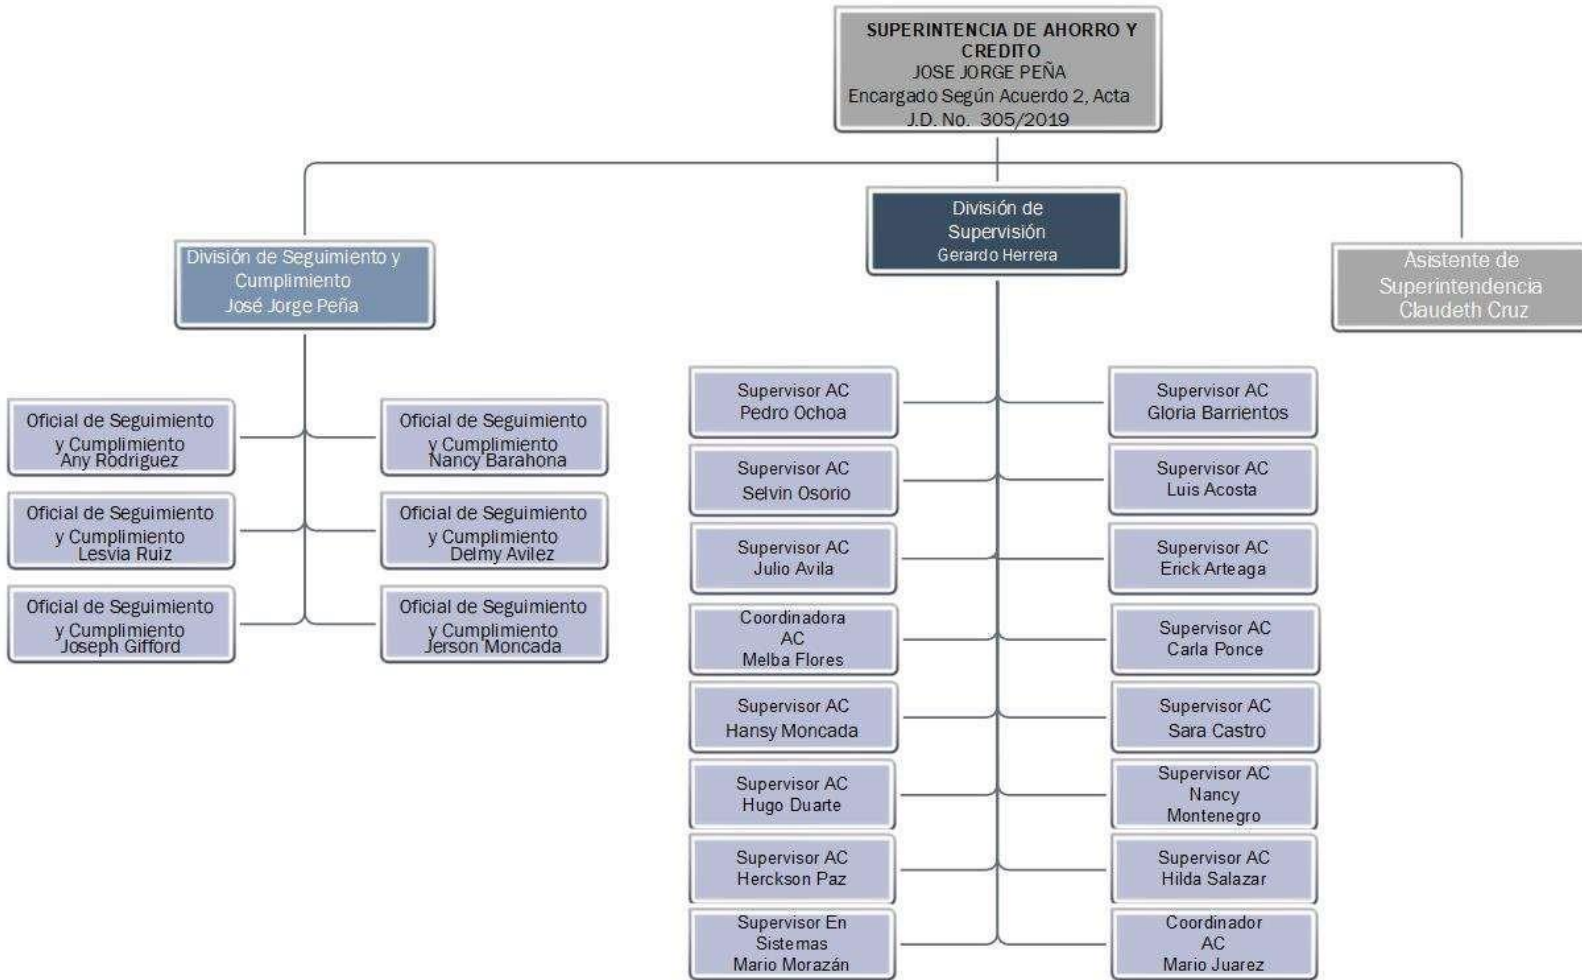 SUPERINTENCIA DE AHORRO Y
CREDITO
JOSE JORGE PEÑA
Encargado Según Acuerdo 2, Acta
J.D. No. 305/2019
División de
Supervisión
Gerardo Herrera
División de Seguimiento y
Cumplimiento
José Jorge Peña
Asistente de
Superintendencia
Claudeth Cruz
Oficial de Seguimiento
y Cumplimiento
Any Rodriguez
Oficial de Seguimiento
y Cumplimiento
Nancy Barahona
Oficial de Seguimiento
y Cumplimiento
Lesvia Ruiz
Oficial de Seguimiento
y Cumplimiento
Delmy Avilez
Oficial de Seguimiento
y Cumplimiento
Joseph Gifford
Oficial de Seguimiento
y Cumplimiento
Jerson Moncada
Supervisor AC
Pedro Ochoa
Supervisor AC
Gloria Barrientos
Supervisor AC
Selvin Osorio
Supervisor AC
Luis Acosta
Supervisor AC
Julio Avila
Supervisor AC
Erick Arteaga
Coordinadora
AC
Melba Flores
Supervisor AC
Carla Ponce
Supervisor AC
Hansy Moncada
Supervisor AC
Sara Castro
Supervisor AC
Hugo Duarte
Supervisor AC
Nancy
Montenegro
Supervisor AC
Herckson Paz
Supervisor AC
Hilda Salazar
Supervisor En
Sistemas
Mario Morazán
Coordinador
AC
Mario Juarez